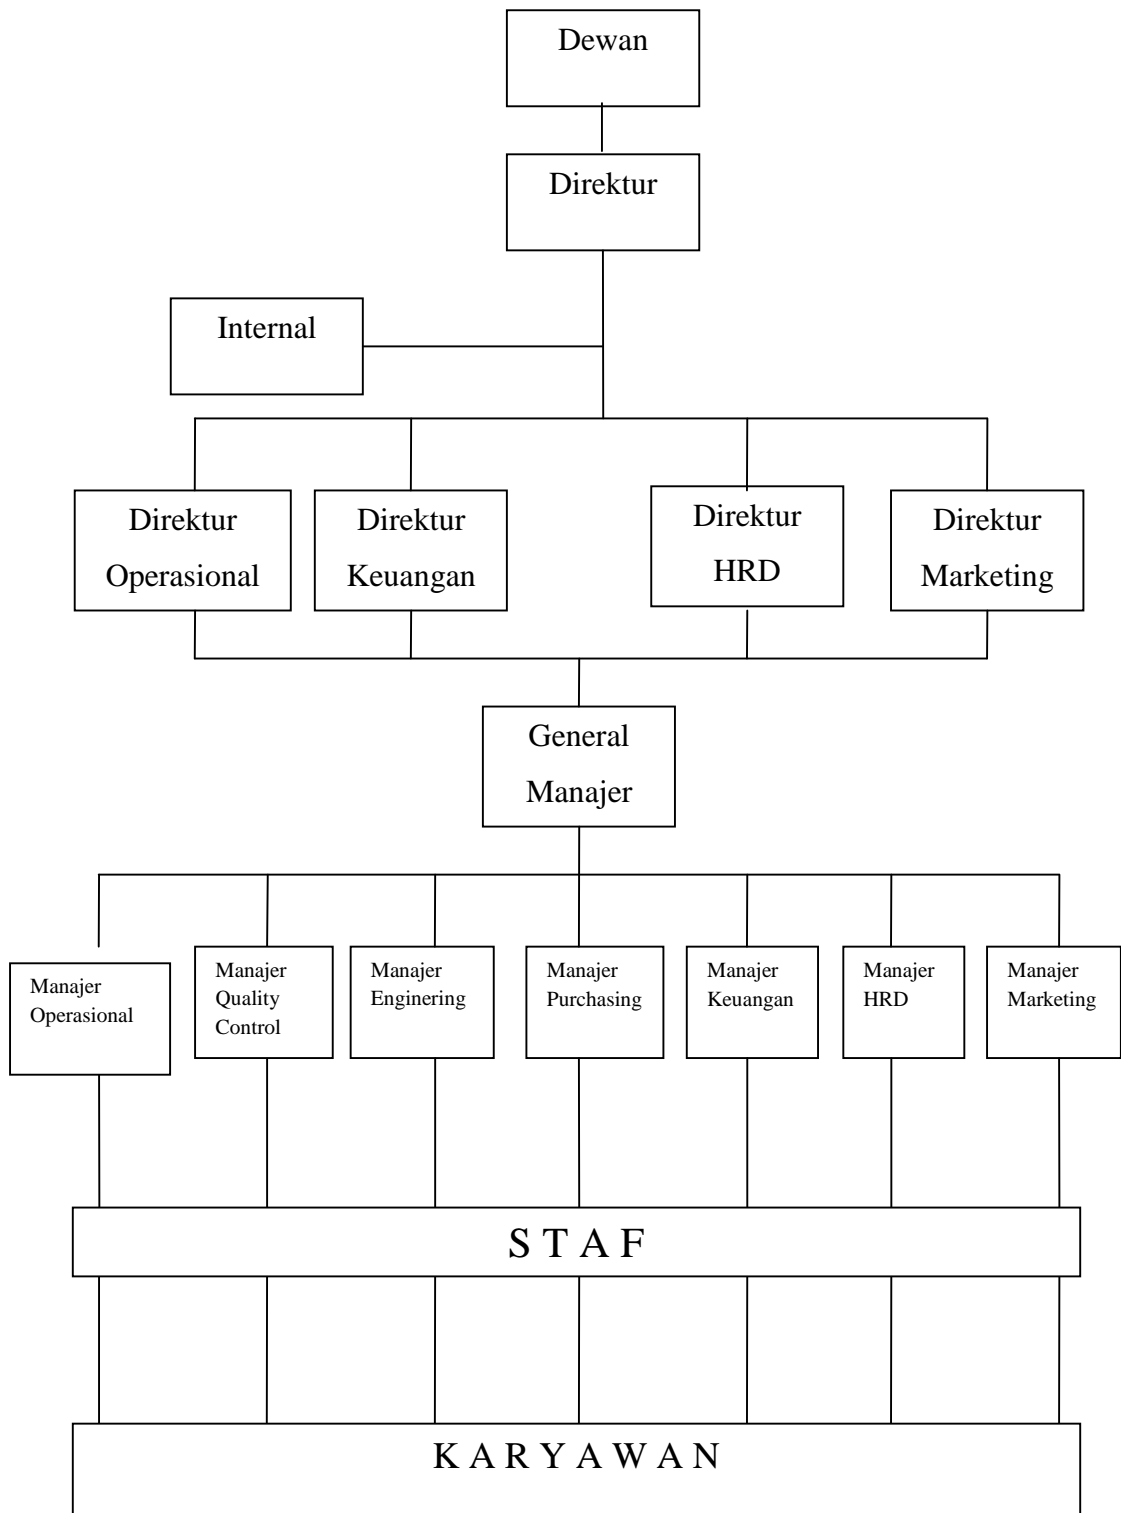 Dewan
Direktur
Internal
Direktur
Operasional
Direktur
Keuangan
Direktur
HRD
Direktur
Marketing
General
Manajer
Manajer
Operasional
Manajer
Quality
Control
Manajer
Enginering
Manajer
Purchasing
Manajer
Keuangan
Manajer
HRD
Manajer
Marketing
S T A F
K A R Y A W A N